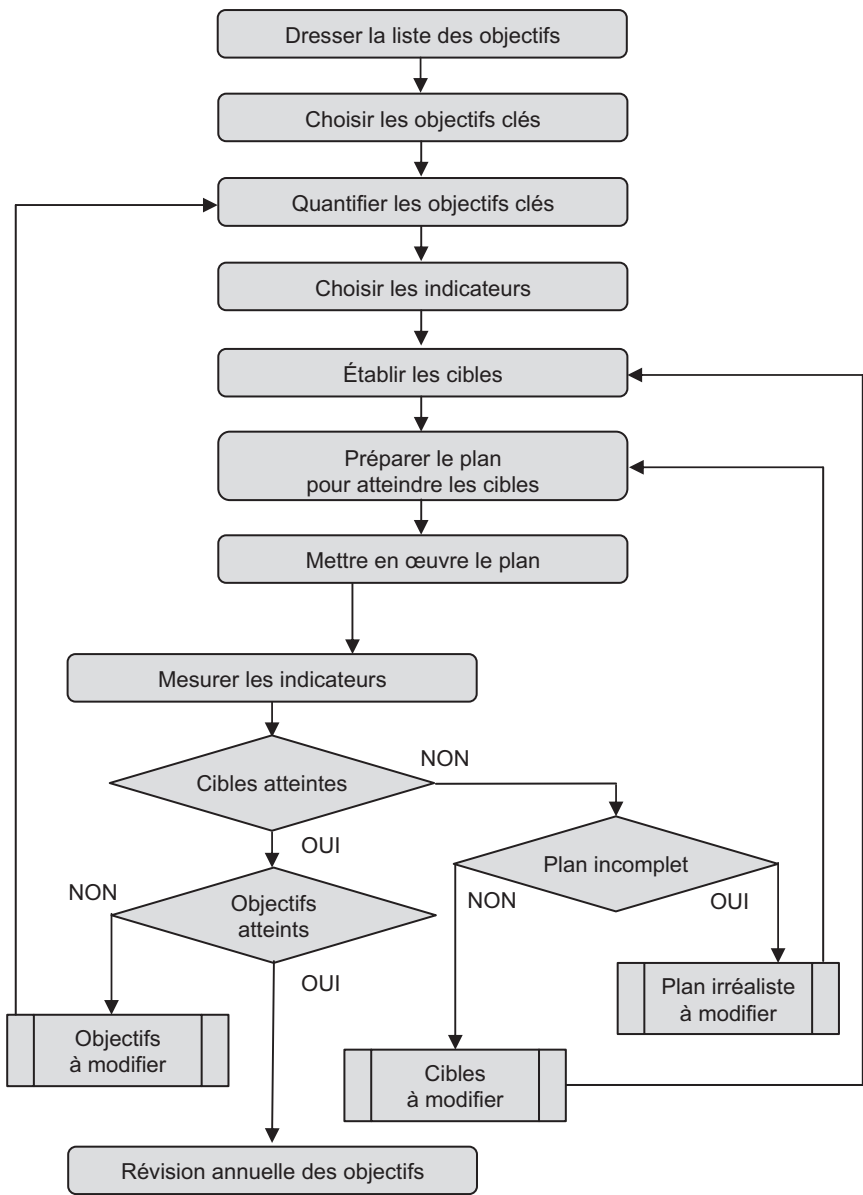 Dresser la liste des objectifs
Choisir les objectifs clés
Quantifier les objectifs clés
Choisir les indicateurs
Établir les cibles
Préparer le plan
pour atteindre les cibles
Mettre en œuvre le plan
Mesurer les indicateurs
Cibles atteintes
NON
OUI
Plan incomplet
NON
OUI
Objectifs
atteints
NON
OUI
Plan irréaliste
à modifier
Objectifs
à modifier
Cibles
à modifier
Révision annuelle des objectifs